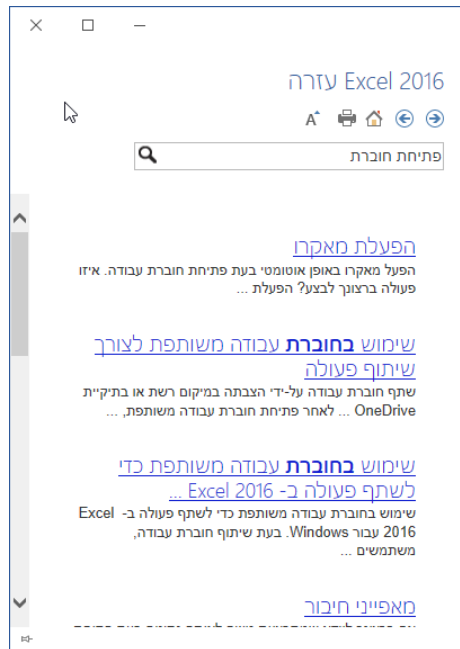 Excel 2016 עזרה
פתיחת חוברת
הפעלת מאקרו
הפעל מאקרו באופן אוטומטי בעת פתיחת חוברת עבודה. איזו
פעולה ברצונך לבצע? הפעלת ...
שימוש בחוברת עבודה משותפת לצורך
שיתוף פעולה
שתף חוברת עבודה על-ידי הצבתה במיקום רשת או בתיקיית
OneDrive ... לאחר פתיחת חוברת עבודה משותפת, ...
שימוש בחוברת עבודה משותפת כדי
לשתף פעולה ב- Excel 2016 ...
שימוש בחוברת עבודה משותפת כדי לשתף פעולה ב- Excel
2016 עבור Windows. בעת שיתוף חוברת עבודה,
משתמשים ...
מאפייני חיבור